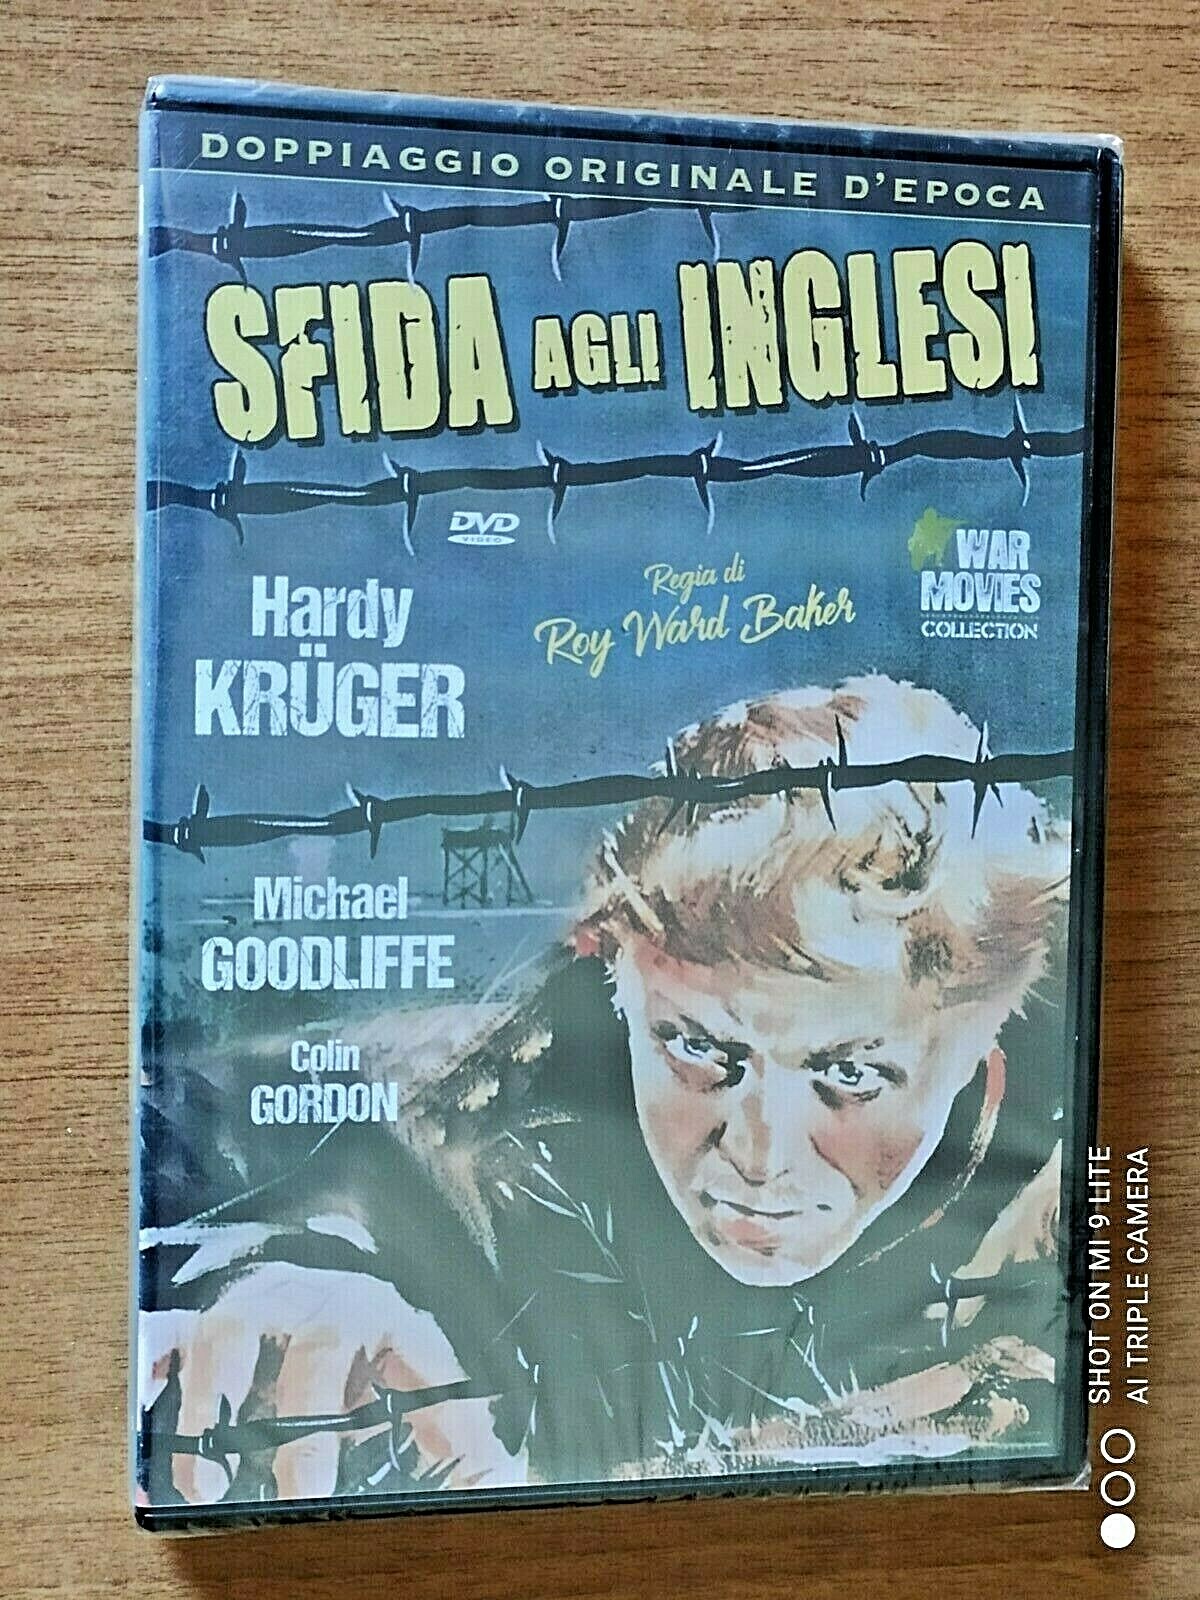 DOPPIAGGIO ORIGINALE D'EPOCA
SFIDA AGLI INGLESI
DVD
VIDEO
Hardy
KRÜGER
Regia di
Roy Ward Baker
WAR
MOVIES
COLLECTION
Michael
GOODLIFFE
Colin
GORDON
SHOT ON MI 9 LITE
AI TRIPLE CAMERA